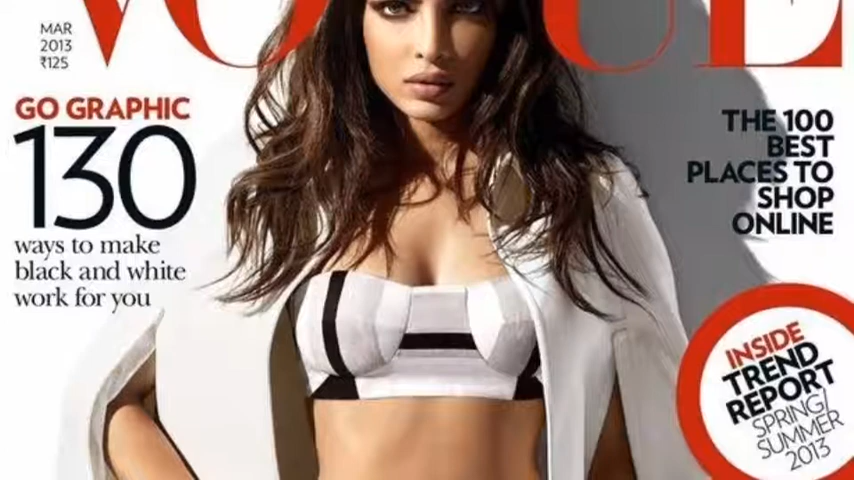 VOGUE
MAR
2013
₹125
GO GRAPHIC
130
ways to make
black and white
work for you
THE 100
BEST
PLACES TO
SHOP
ONLINE
INSIDE
TREND
REPORT
SPRING/
SUMMER
2013